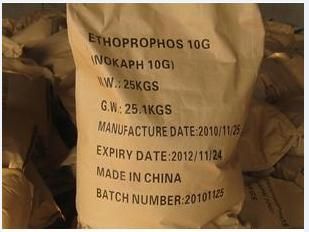 ETHOPROPHOS 10G
(NOKAPH 10G)
N.W.: 25KGS
G.W.: 25.1KGS
MANUFACTURE DATE:2010/11/25
EXPIRY DATE:2012/11/24
MADE IN CHINA
BATCH NUMBER:20101125